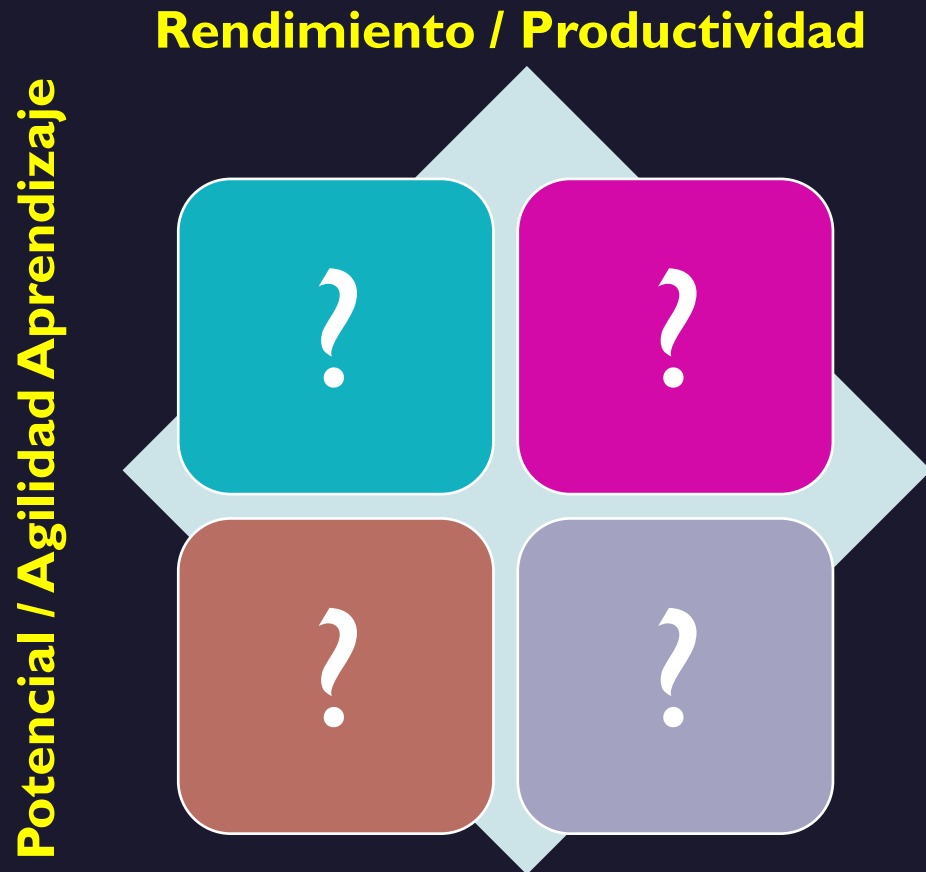 Rendimiento / Productividad
Potencial / Agilidad Aprendizaje
? ?
? ?